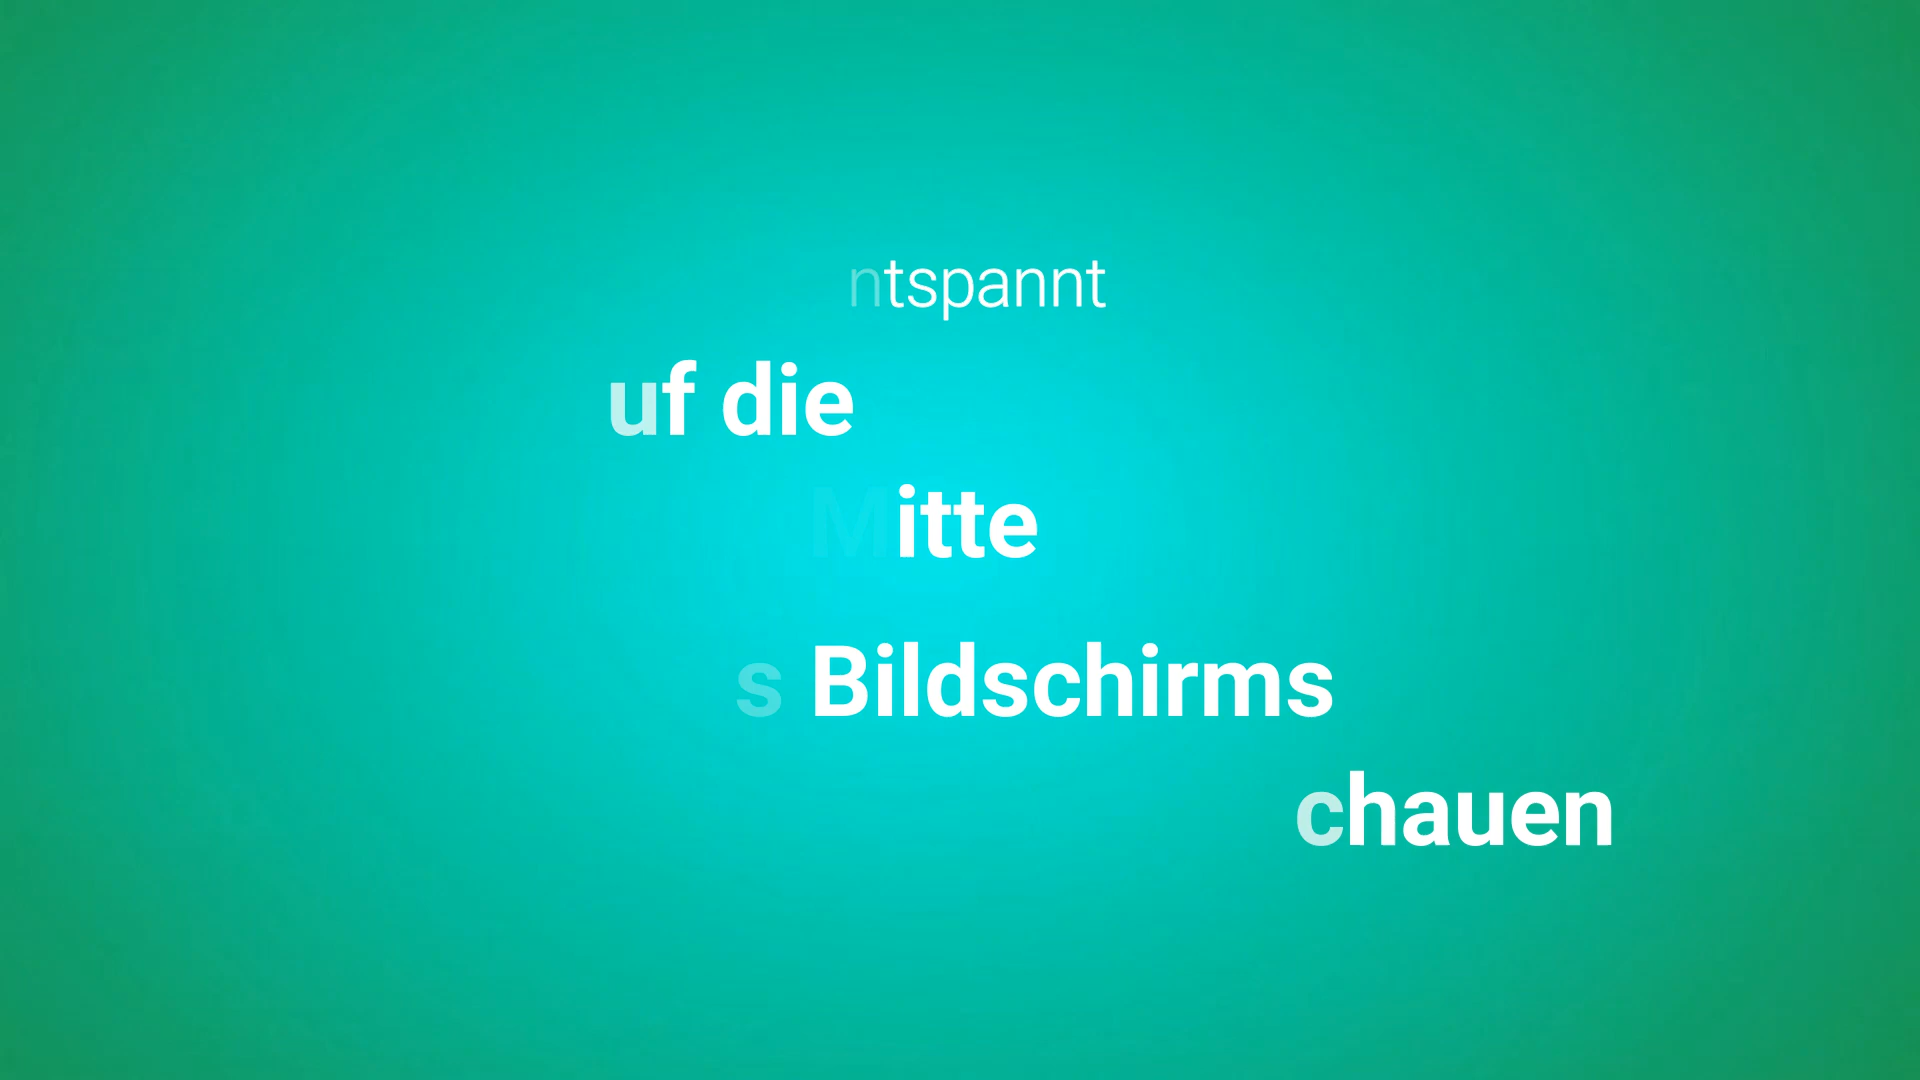 ntspannt
uf die
Mitte
s Bildschirms
chauen